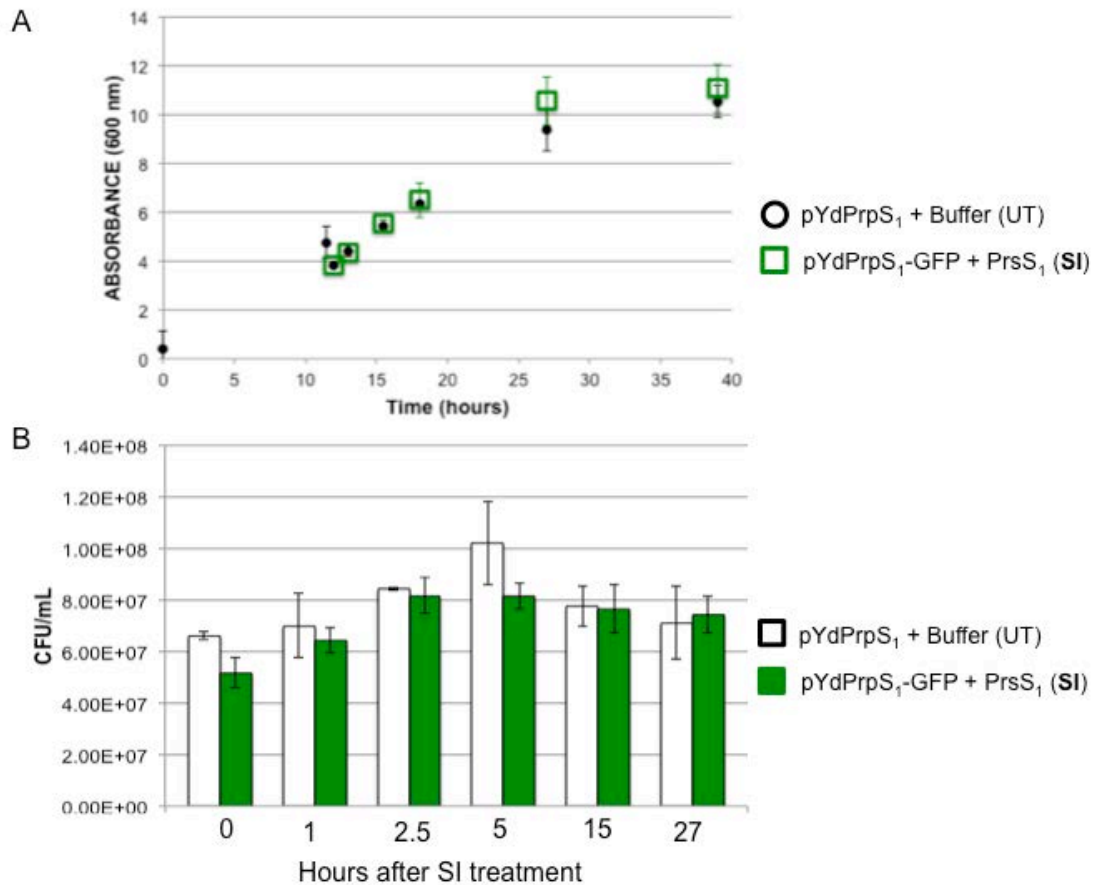 A
ABSORBANCE (600 nm)
14
12
10
8
6
4
2
0
0 5 10 15 20 25 30 35 40
Time (hours)
pYdPrpS₁ + Buffer (UT)
pYdPrpS₁-GFP + PrsS₁ (SI)
B
CFU/mL
1.40E+08
1.20E+08
1.00E+08
8.00E+07
6.00E+07
4.00E+07
2.00E+07
0.00E+00
0 1 2.5 5 15 27
Hours after SI treatment
pYdPrpS₁ + Buffer (UT)
pYdPrpS₁-GFP + PrsS₁ (SI)